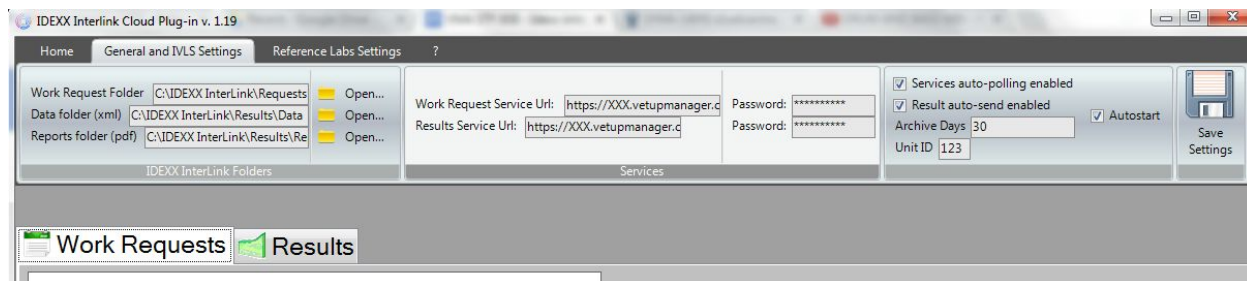 IDEXX Interlink Cloud Plug-in v. 1.19
Home General and IVLS Settings Reference Labs Settings ?
Work Request Folder C:\IDEXX InterLink\Requests Open...
Data folder (xml) C:\IDEXX InterLink\Results\Data Open...
Reports folder (pdf) C:\IDEXX InterLink\Results\Re Open...
IDEXX InterLink Folders
Work Request Service Url: https://XXX.vetupmanager.c Password: **********
Results Service Url: https://XXX.vetupmanager.c Password: **********
Services
Services auto-polling enabled
Result auto-send enabled
Archive Days 30
Unit ID 123
Autostart
Save
Settings
Work Requests Results